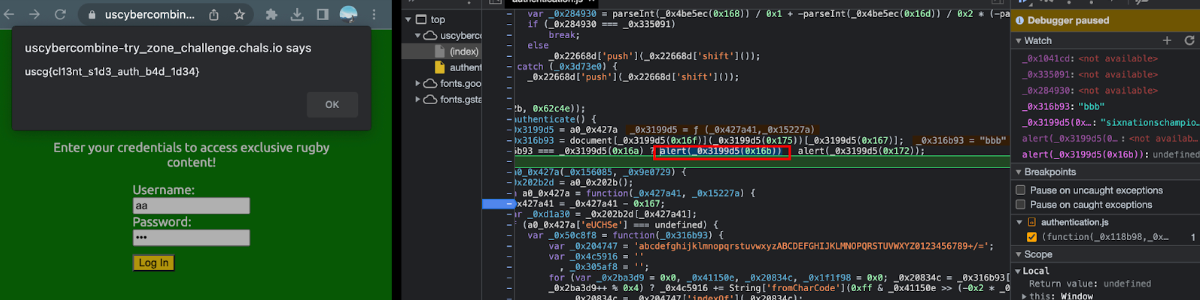 uscybercombin...
uscybercombine-try_zone_challenge.chals.io says
uscg{cl13nt_s1d3_auth_b4d_1d34}
OK
Enter your credentials to access exclusive rugby
content!
Username:
aa
Password:
•••
Log In
top
uscyberc
(index)
authent
fonts.goo
fonts.gsta
var _0x284930 = parseInt(_0x4be5ec(0x168)) / 0x1 + -parseInt(_0x4be5ec(0x16d)) / 0x2 * (-pa
if (_0x284930 === _0x335091)
break;
else
_0x22668d['push'](_0x22668d['shift']());
catch (_0x3d73e0) {
_0x22668d['push'](_0x22668d['shift']());
2b, 0x62c4e));
authenticate() {
_0x3199d5 = a0_0x427a _0x3199d5 = ƒ (_0x427a41,_0x15227a)
0x316b93 = document[_0x3199d5(0x16f)](_0x3199d5(0x175))[_0x3199d5(0x167)]; _0x316b93 = "bbb"
6b93 === _0x3199d5(0x16a) ? alert(_0x3199d5(0x16b)) alert(_0x3199d5(0x172));
a0_0x427a(_0x156085, _0x9e0729) {
0x202b2d = a0_0x202b();
a0_0x427a = function(_0x427a41, _0x15227a) {
0x427a41 = _0x427a41 - 0x167;
ar _0xd1a30 = _0x202b2d[_0x427a41];
f (a0_0x427a['eUCHSe'] === undefined) {
var _0x50c8f8 = function(_0x316b93) {
var _0x204747 = 'abcdefghijklmnopqrstuvwxyzABCDEFGHIJKLMNOPQRSTUVWXYZ0123456789+/=';
var _0x4c5916 = ''
_0x305af8 = '';
for (var _0x2ba3d9 = 0x0, _0x41150e, _0x20834c, _0x1f1f98 = 0x0; _0x20834c = _0x316b93[
_0x2ba3d9++ % 0x4) ? _0x4c5916 += String['fromCharCode'](0xff & _0x41150e >> (-0x2 * _0
_0x20834c = _0x204747['indexOf'](_0x20834c);
Debugger paused
Watch
_0x1041cd: <not available>
_0x335091: <not available>
_0x284930: <not available>
_0x316b93: "bbb"
_0x3199d5(0x… "sixnationschampio…
alert(_0x3199d5(0… <not availab…
alert(_0x3199d5(0x16b)): undefined
Breakpoints
Pause on uncaught exceptions
Pause on caught exceptions
authentication.js
(function(_0x118b98,_0x… 1
Scope
Local
Return value: undefined
this: Window